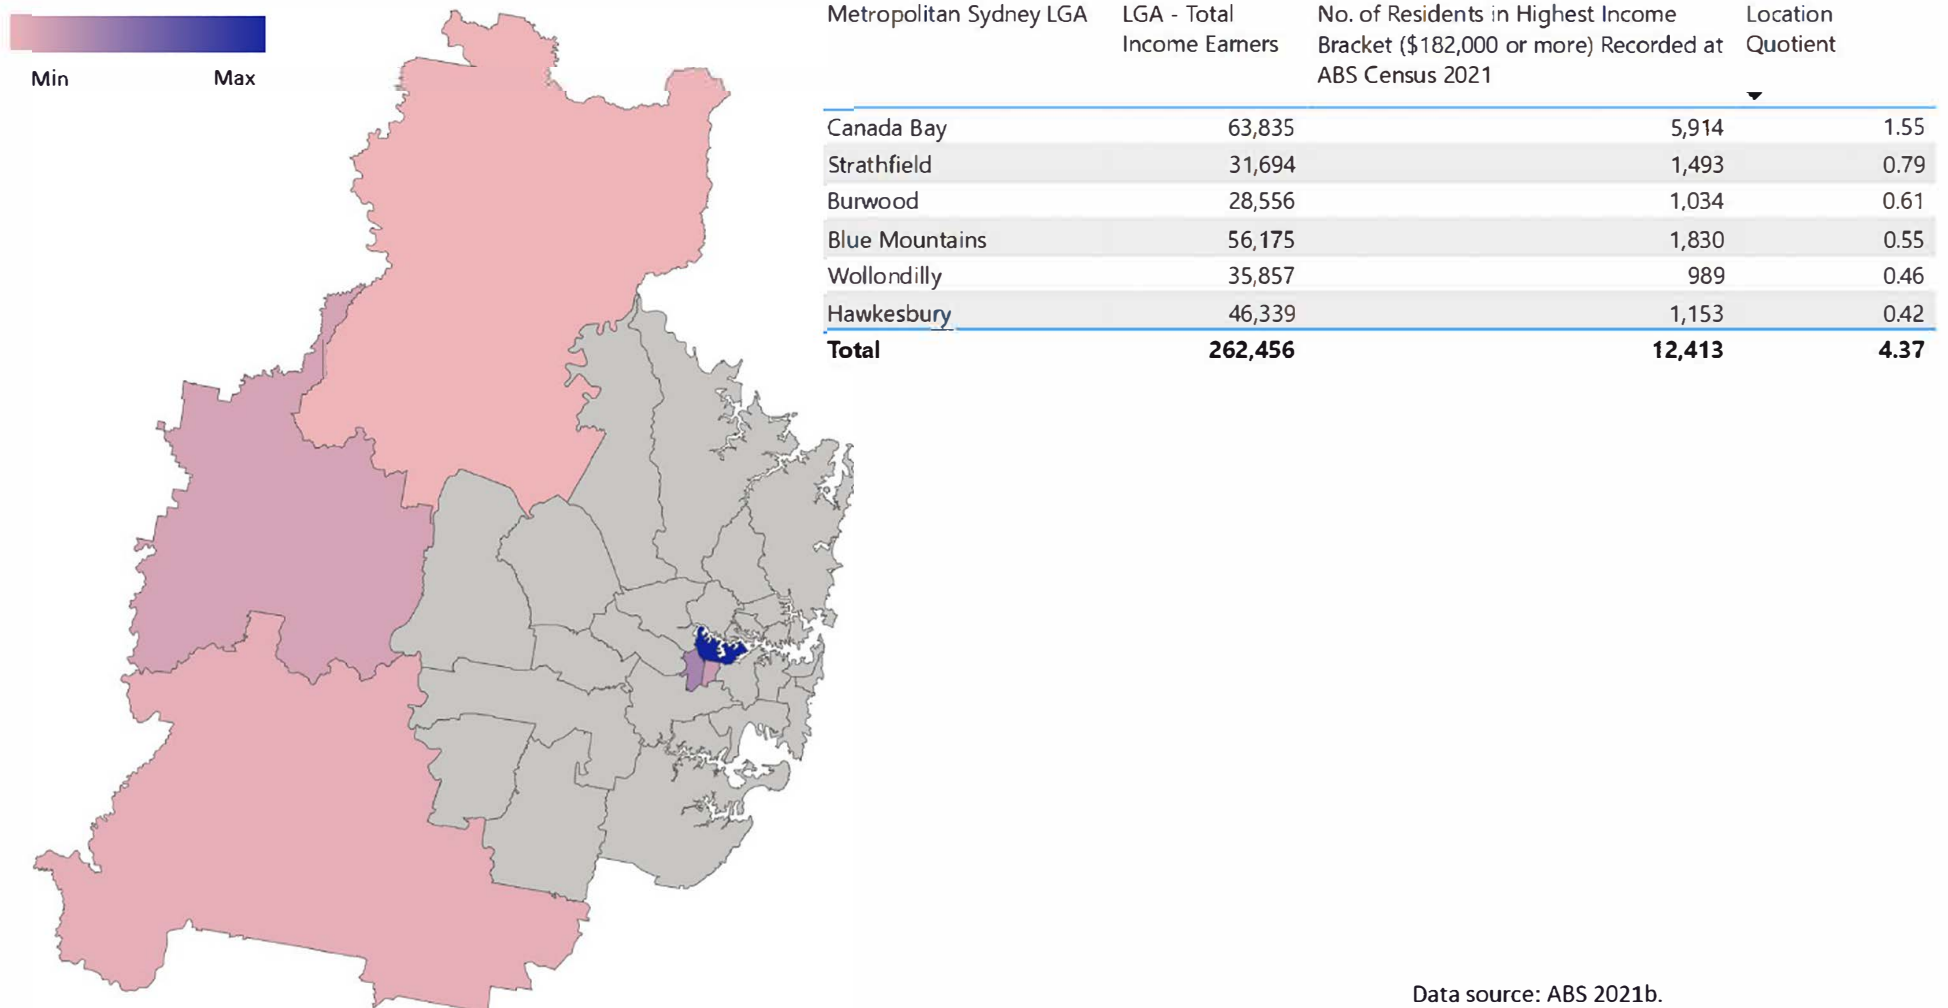 Min Max
Metropolitan Sydney LGA LGA - Total Income Earners No. of Residents in Highest Income Bracket ($182,000 or more) Recorded at ABS Census 2021 Location Quotient
Canada Bay 63,835 5,914 1.55
Strathfield 31,694 1,493 0.79
Burwood 28,556 1,034 0.61
Blue Mountains 56,175 1,830 0.55
Wollondilly 35,857 989 0.46
Hawkesbury 46,339 1,153 0.42
Total 262,456 12,413 4.37
Data source: ABS 2021b.